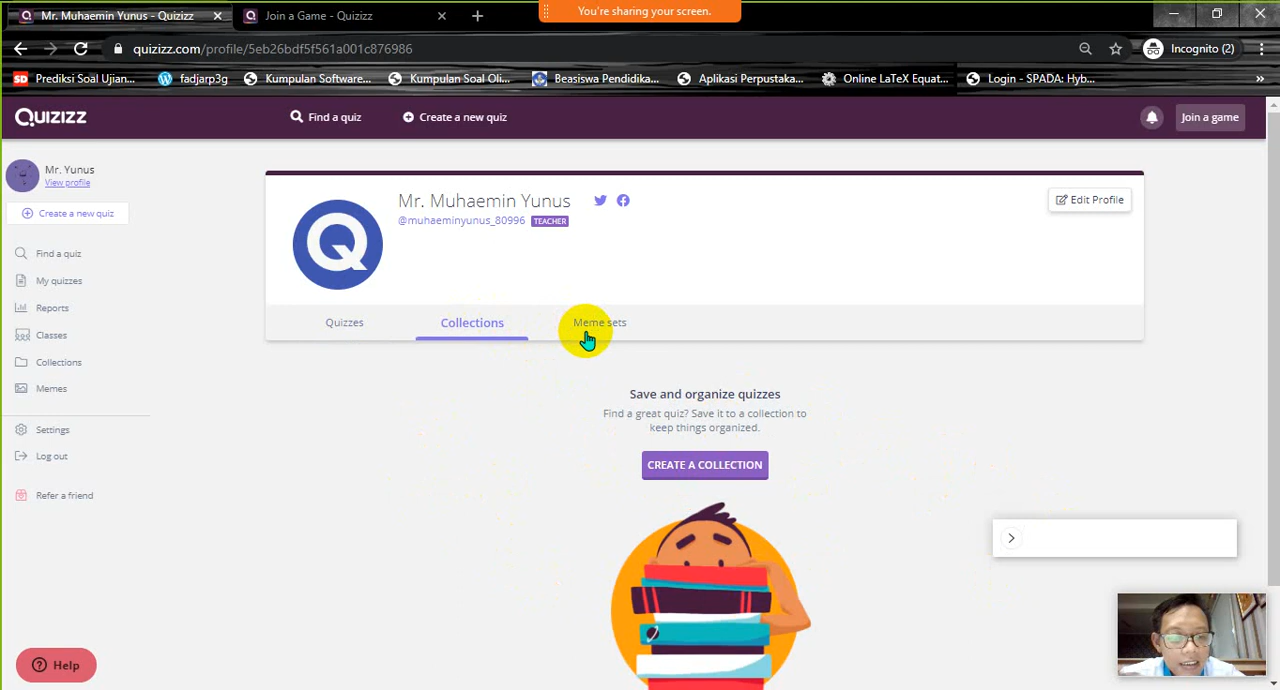 You're sharing your screen.
Mr. Muhaemin Yunus - Quizizz
Join a Game - Quizizz
quizizz.com/profile/5eb26bdf5f561a001c876986
Incognito (2)
Prediksi Soal Ujian...
fadjarp3g
Kumpulan Software...
Kumpulan Soal Oli...
Beasiswa Pendidika...
Aplikasi Perpustaka...
Online LaTeX Equat...
Login - SPADA: Hyb...
QUIZIZZ
Find a quiz
Create a new quiz
Join a game
Mr. Yunus
View profile
Create a new quiz
Find a quiz
My quizzes
Reports
Classes
Collections
Memes
Settings
Log out
Refer a friend
Mr. Muhaemin Yunus
@muhaeminyunus_80996 TEACHER
Edit Profile
Quizzes
Collections
Meme sets
Save and organize quizzes
Find a great quiz? Save it to a collection to
keep things organized.
CREATE A COLLECTION
Help